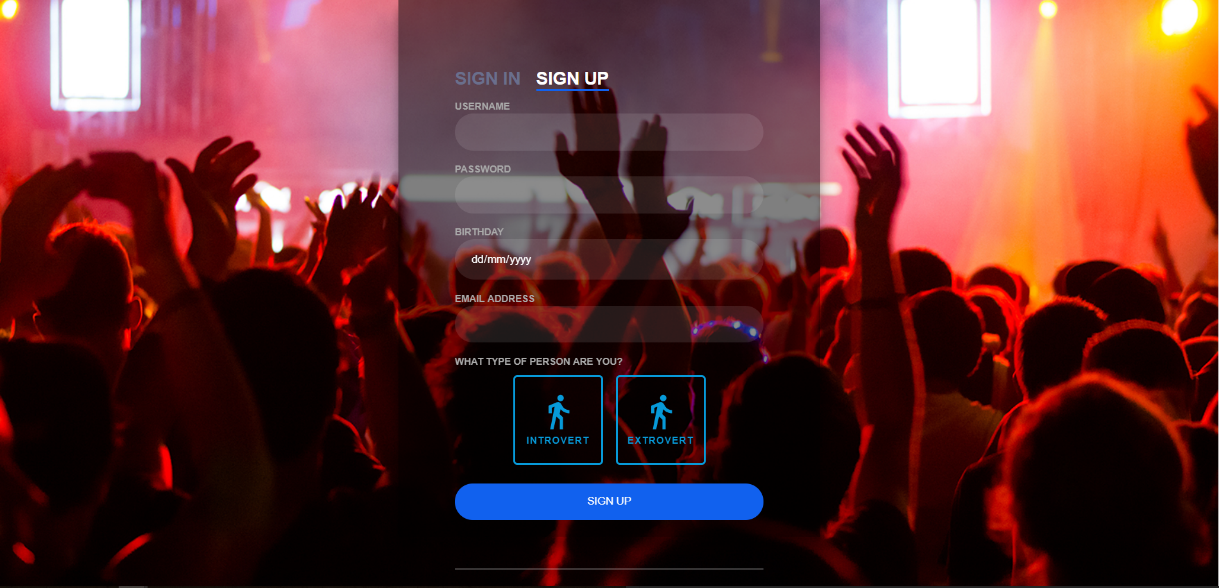 SIGN IN SIGN UP
USERNAME
PASSWORD
BIRTHDAY
dd/mm/yyyy
EMAIL ADDRESS
WHAT TYPE OF PERSON ARE YOU?
INTROVERT EXTROVERT
SIGN UP